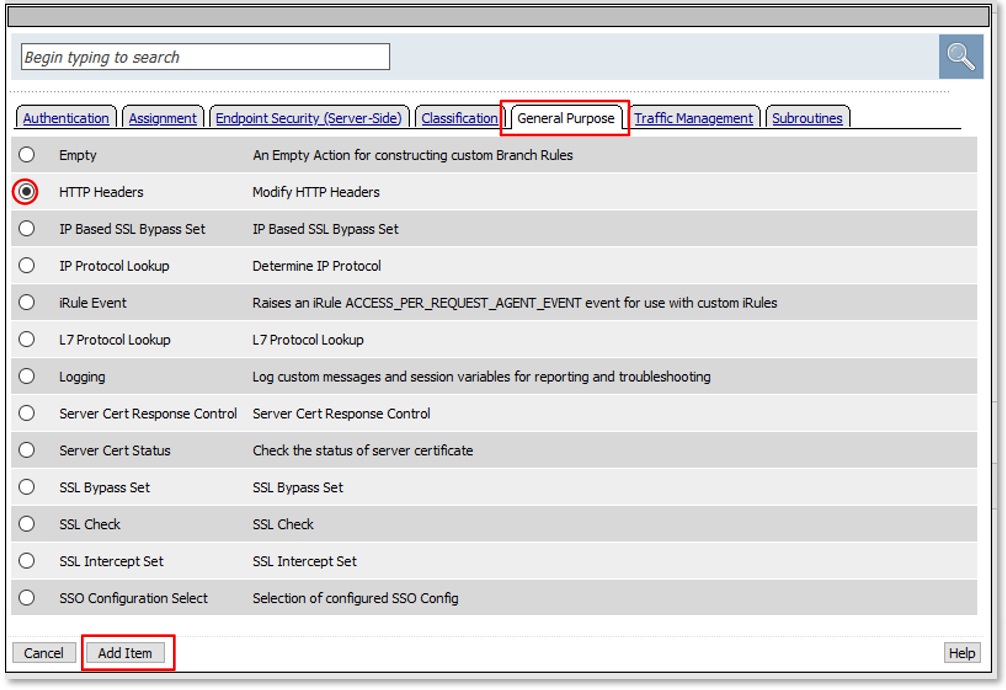 Begin typing to search
Authentication Assignment Endpoint Security (Server-Side) Classification General Purpose Traffic Management Subroutines
Empty An Empty Action for constructing custom Branch Rules
HTTP Headers Modify HTTP Headers
IP Based SSL Bypass Set IP Based SSL Bypass Set
IP Protocol Lookup Determine IP Protocol
iRule Event Raises an iRule ACCESS_PER_REQUEST_AGENT_EVENT event for use with custom iRules
L7 Protocol Lookup L7 Protocol Lookup
Logging Log custom messages and session variables for reporting and troubleshooting
Server Cert Response Control Server Cert Response Control
Server Cert Status Check the status of server certificate
SSL Bypass Set SSL Bypass Set
SSL Check SSL Check
SSL Intercept Set SSL Intercept Set
SSO Configuration Select Selection of configured SSO Config
Cancel Add Item Help